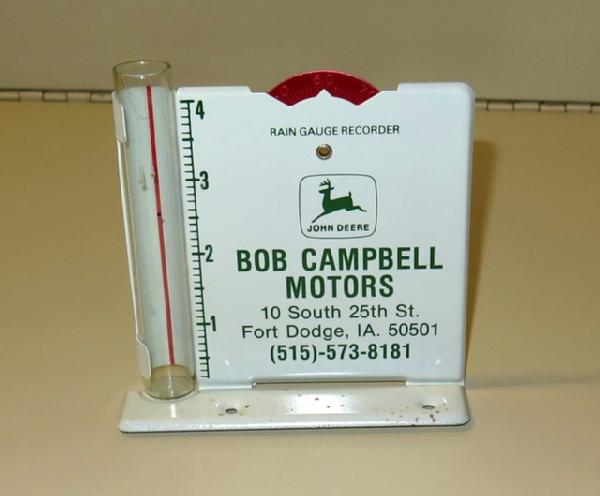 4
RAIN GAUGE RECORDER
3
JOHN DEERE
2
BOB CAMPBELL
MOTORS
10 South 25th St.
1
Fort Dodge, IA. 50501
(515)-573-8181